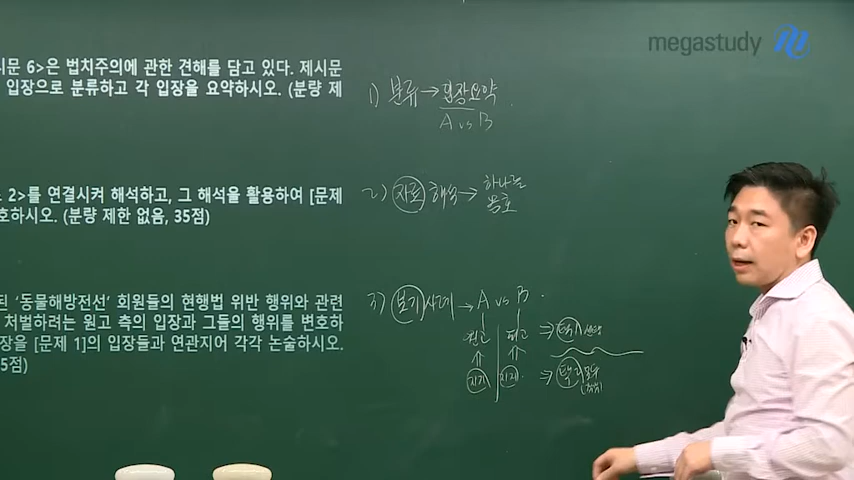 megastudy
시문 6>은 법치주의에 관한 견해를 담고 있다. 제시문
입장으로 분류하고 각 입장을 요약하시오. (분량 제
2>를 연결시켜 해석하고, 그 해석을 활용하여 [문제
호하시오. (분량 제한 없음, 35점)
된 '동물해방전선' 회원들의 현행법 위반 행위와 관련
처벌하려는 원고 측의 입장과 그들의 행위를 변호하
장을 [문제 1]의 입장들과 연관지어 각각 논술하시오.
5점)
1) 분류 → 입장요약
A vs B
2) 자료 해석 → 하나를
옹호
3) 보기 사례 → A vs B
원고 피고